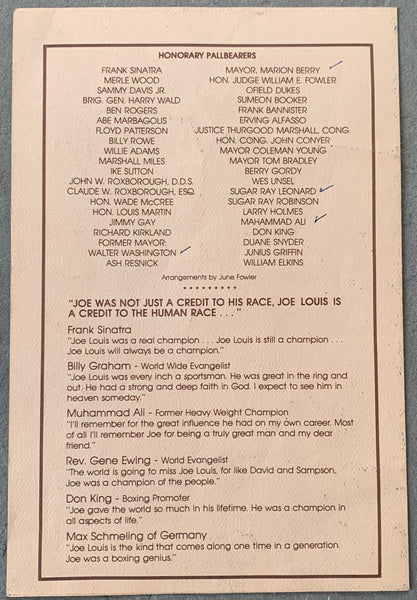 HONORARY PALLBEARERS
FRANK SINATRA
MERLE WOOD
SAMMY DAVIS JR.
BRIG. GEN. HARRY WALD
BEN ROGERS
ABE MARBAGOUS
FLOYD PATTERSON
BILLY ROWE
WILLIE ADAMS
MARSHALL MILES
IKE SUTTON
JOHN W. ROXBOROUGH, D.D.S.
CLAUDE W. ROXBOROUGH, ESQ.
HON. WADE McCREE
HON. LOUIS MARTIN
JIMMY GAY
RICHARD KIRKLAND
FORMER MAYOR:
WALTER WASHINGTON
ASH RESNICK
MAYOR, MARION BERRY
HON. JUDGE WILLIAM E. FOWLER
OFIELD DUKES
SUMEON BOOKER
FRANK BANNISTER
ERVING ALFASSO
JUSTICE THURGOOD MARSHALL, CONG.
HON. CONG. JOHN CONYER
MAYOR COLEMAN YOUNG
MAYOR TOM BRADLEY
BERRY GORDY
WES UNSEL
SUGAR RAY LEONARD
SUGAR RAY ROBINSON
LARRY HOLMES
MAHAMMAD ALI
DON KING
DUANE SNYDER
JUNIUS GRIFFIN
WILLIAM ELKINS
Arrangements by June Fowler
"JOE WAS NOT JUST A CREDIT TO HIS RACE, JOE LOUIS IS
A CREDIT TO THE HUMAN RACE . . ."
Frank Sinatra
"Joe Louis was a real champion . . . Joe Louis is still a champion . . .
Joe Louis will always be a champion."
Billy Graham - World Wide Evangelist
"Joe Louis was every inch a sportsman. He was great in the ring and
out. He had a strong and deep faith in God. I expect to see him in
heaven someday."
Muhammad Ali - Former Heavy Weight Champion
"I'll remember for the great influence he had on my own career. Most
of all I'll remember Joe for being a truly great man and my dear
friend."
Rev. Gene Ewing - World Evangelist
"The world is going to miss Joe Louis, for like David and Sampson,
Joe was a champion of the people."
Don King - Boxing Promoter
"Joe gave the world so much in his lifetime. He was a champion in
all aspects of life."
Max Schmeling of Germany
"Joe Louis is the kind that comes along one time in a generation.
Joe was a boxing genius."